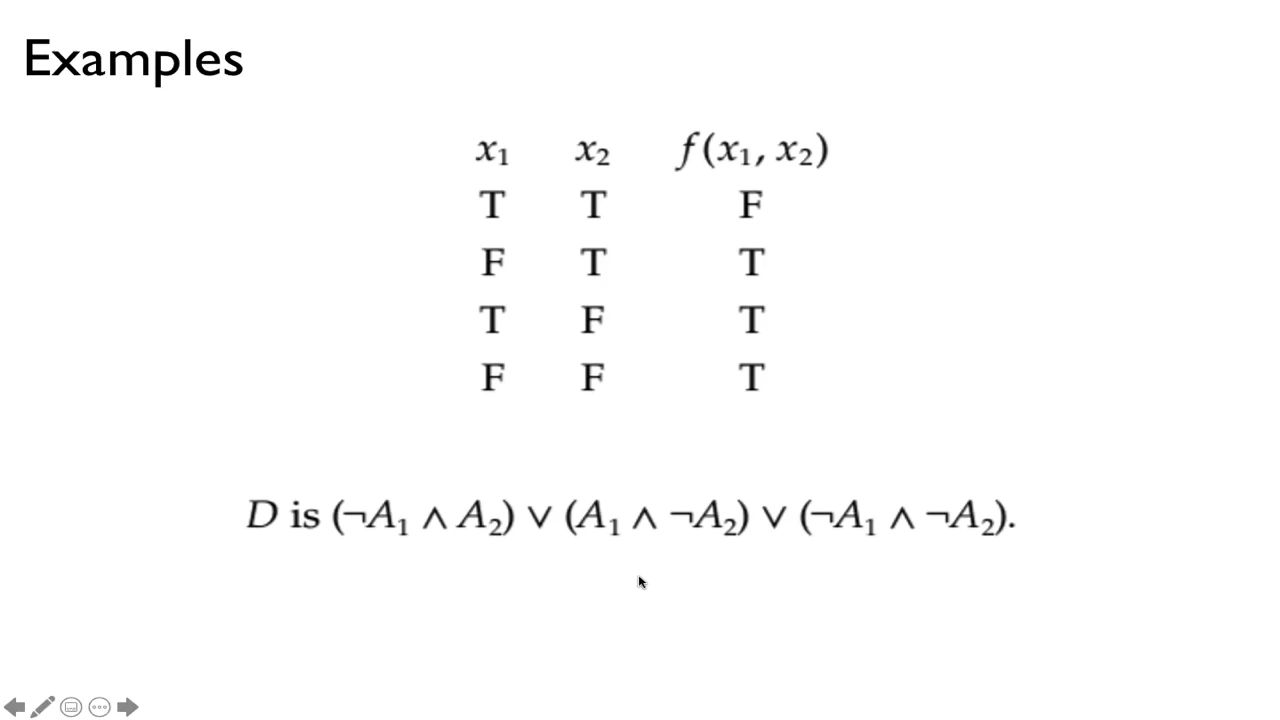 Examples
x₁ x₂ f(x₁, x₂)
T T F
F T T
T F T
F F T
D is (¬A₁ ∧ A₂) ∨ (A₁ ∧ ¬A₂) ∨ (¬A₁ ∧ ¬A₂).